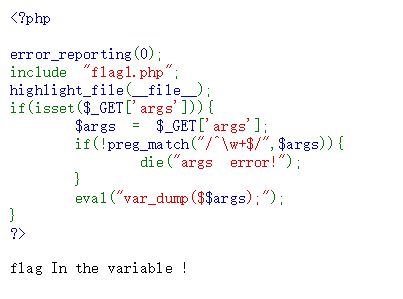 <?php
error_reporting(0);
include "flag1.php";
highlight_file(__file__);
if(isset($_GET['args'])){
$args = $_GET['args'];
if(!preg_match("/^\w+$/",$args)){
die("args error!");
}
eval("var_dump($$args);");
}
?>
flag In the variable !